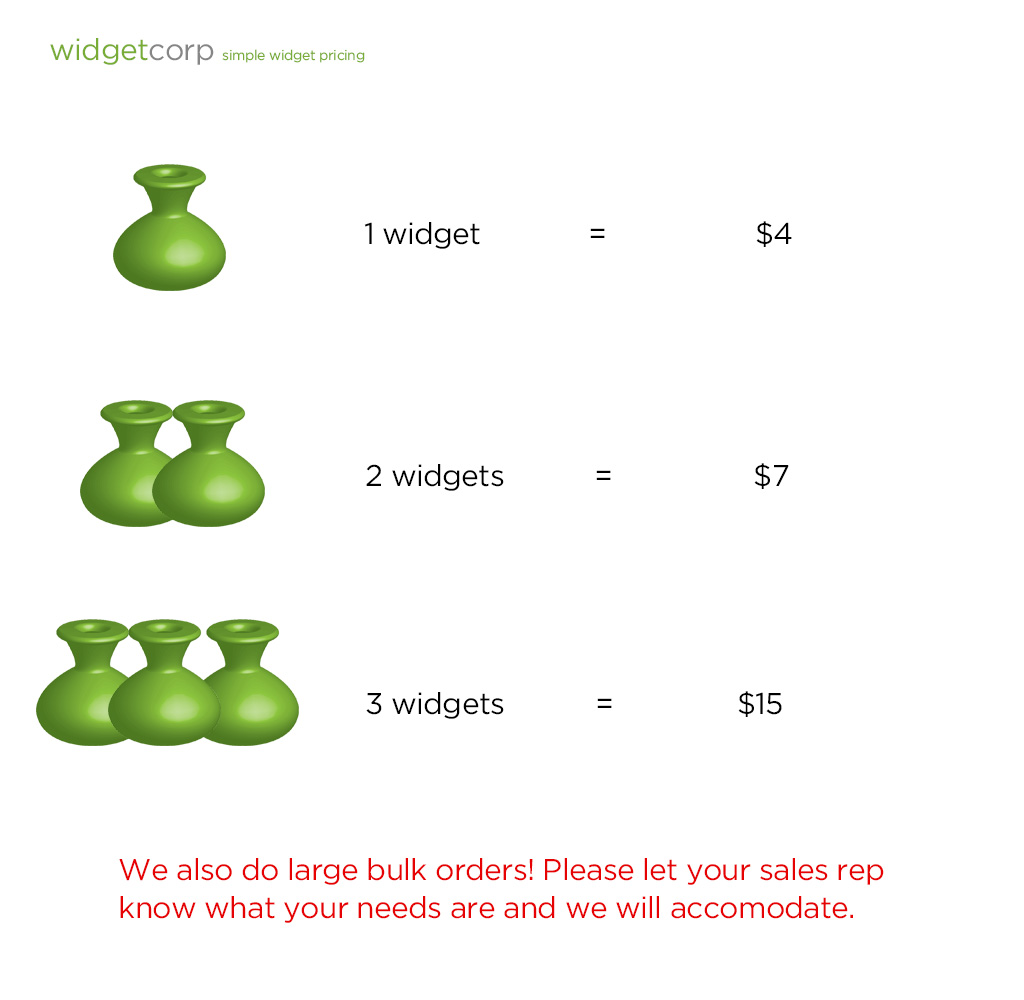 widgetcorp simple widget pricing
1 widget = $4
2 widgets = $7
3 widgets = $15
We also do large bulk orders! Please let your sales rep
know what your needs are and we will accomodate.